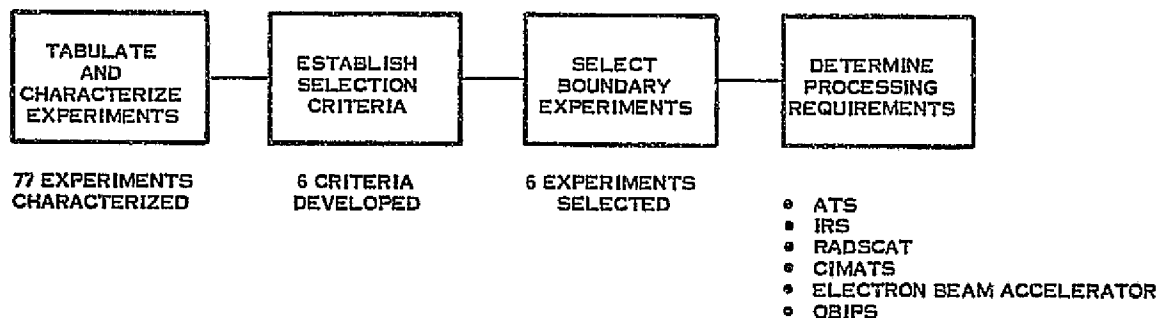 TABULATE
AND
CHARACTERIZE
EXPERIMENTS
ESTABLISH
SELECTION
CRITERIA
SELECT
BOUNDARY
EXPERIMENTS
DETERMINE
PROCESSING
REQUIREMENTS
77 EXPERIMENTS
CHARACTERIZED
6 CRITERIA
DEVELOPED
6 EXPERIMENTS
SELECTED
• ATS
• IRS
• RADSCAT
• CIMATS
• ELECTRON BEAM ACCELERATOR
• OBIPS